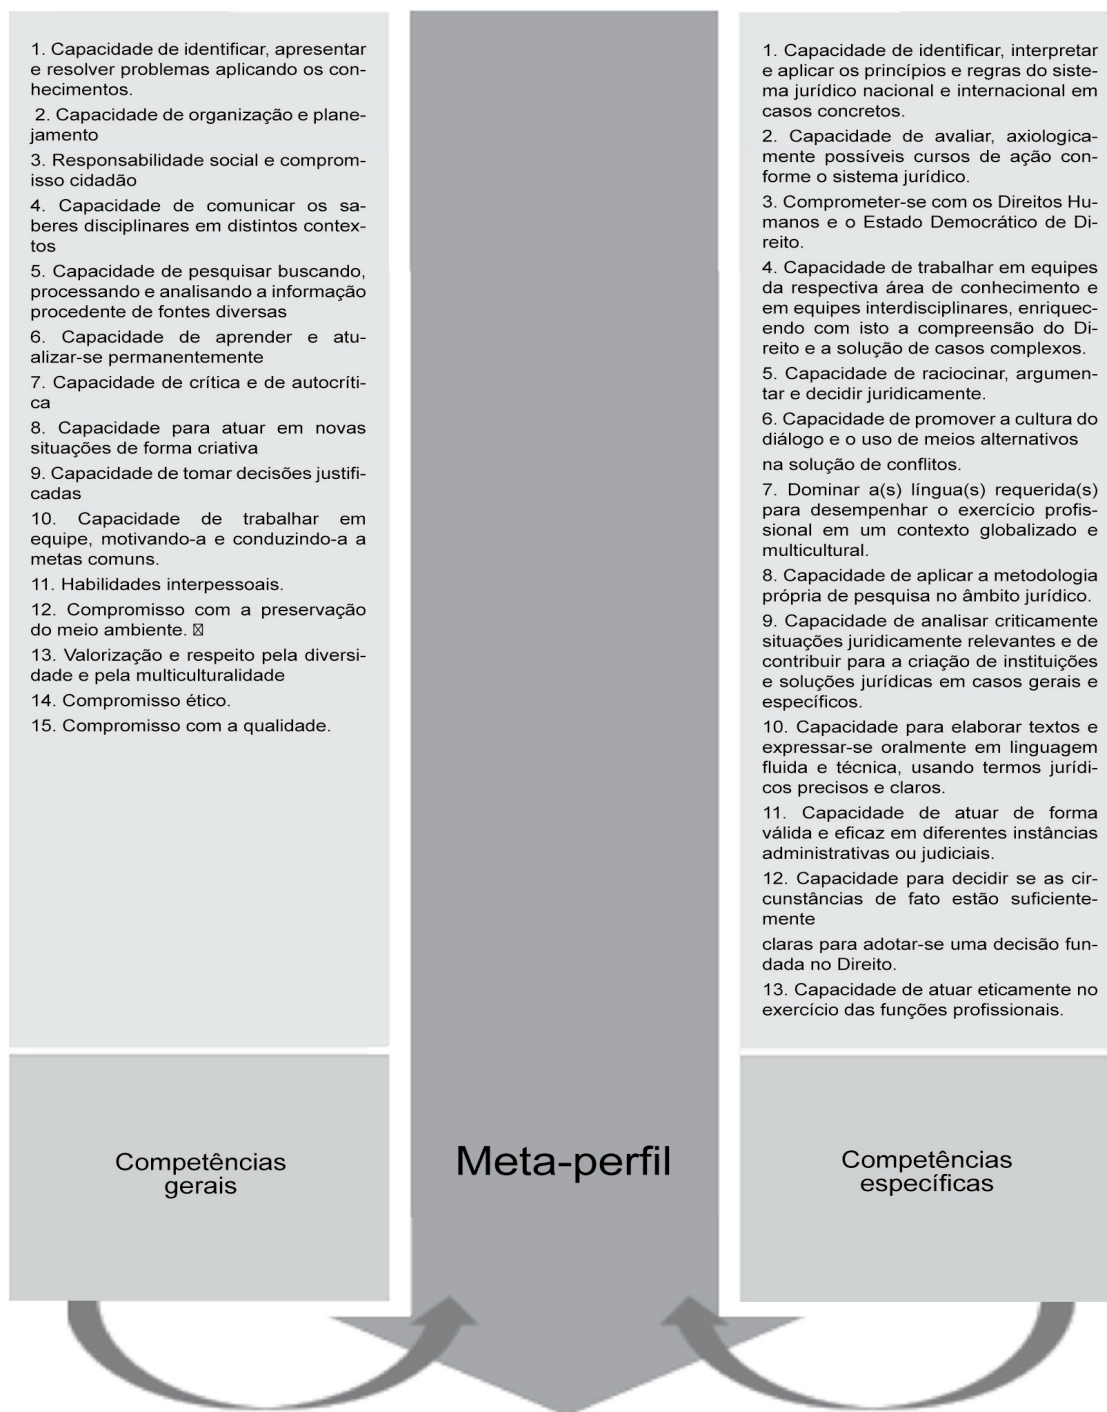 1. Capacidade de identificar, apresentar
e resolver problemas aplicando os con-
hecimentos.
2. Capacidade de organização e plane-
jamento
3. Responsabilidade social e comprom-
isso cidadão
4. Capacidade de comunicar os sa-
beres disciplinares em distintos contex-
tos
5. Capacidade de pesquisar buscando,
processando e analisando a informação
procedente de fontes diversas
6. Capacidade de aprender e atu-
alizar-se permanentemente
7. Capacidade de crítica e de autocríti-
ca
8. Capacidade para atuar em novas
situações de forma criativa
9. Capacidade de tomar decisões justifi-
cadas
10. Capacidade de trabalhar em
equipe, motivando-a e conduzindo-a a
metas comuns.
11. Habilidades interpessoais.
12. Compromisso com a preservação
do meio ambiente. 
13. Valorização e respeito pela diversi-
dade e pela multiculturalidade
14. Compromisso ético.
15. Compromisso com a qualidade.
Competências
gerais
Meta-perfil
1. Capacidade de identificar, interpretar
e aplicar os princípios e regras do siste-
ma jurídico nacional e internacional em
casos concretos.
2. Capacidade de avaliar, axiologica-
mente possíveis cursos de ação con-
forme o sistema jurídico.
3. Comprometer-se com os Direitos Hu-
manos e o Estado Democrático de Di-
reito.
4. Capacidade de trabalhar em equipes
da respectiva área de conhecimento e
em equipes interdisciplinares, enriquec-
endo com isto a compreensão do Di-
reito e a solução de casos complexos.
5. Capacidade de raciocinar, argumen-
tar e decidir juridicamente.
6. Capacidade de promover a cultura do
diálogo e o uso de meios alternativos
na solução de conflitos.
7. Dominar a(s) língua(s) requerida(s)
para desempenhar o exercício profis-
sional em um contexto globalizado e
multicultural.
8. Capacidade de aplicar a metodologia
própria de pesquisa no âmbito jurídico.
9. Capacidade de analisar criticamente
situações juridicamente relevantes e de
contribuir para a criação de instituições
e soluções jurídicas em casos gerais e
específicos.
10. Capacidade para elaborar textos e
expressar-se oralmente em linguagem
fluida e técnica, usando termos jurídi-
cos precisos e claros.
11. Capacidade de atuar de forma
válida e eficaz em diferentes instâncias
administrativas ou judiciais.
12. Capacidade para decidir se as cir-
cunstâncias de fato estão suficiente-
mente
claras para adotar-se uma decisão fun-
dada no Direito.
13. Capacidade de atuar eticamente no
exercício das funções profissionais.
Competências
específicas